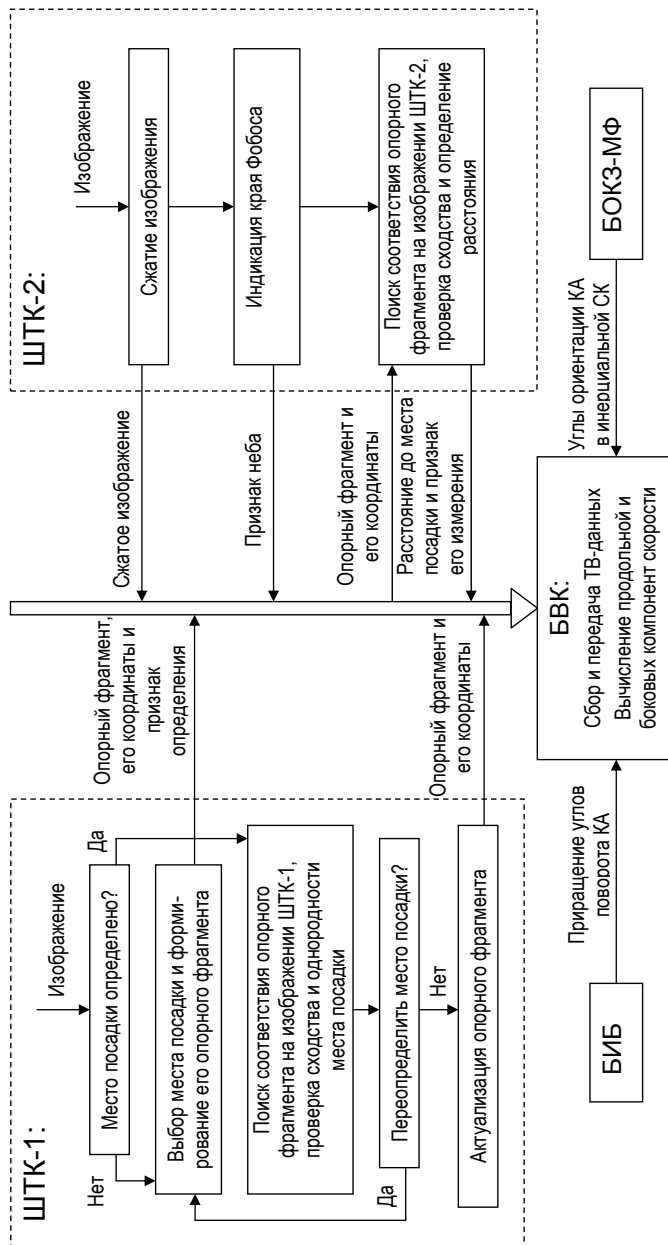 ШТК-1:
Изображение
Место посадки определено?
Нет
Да
Выбор места посадки и форми-
рование его опорного фрагмента
Поиск соответствия опорного
фрагмента на изображении ШТК-1,
проверка сходства и однородности
места посадки
Переопределить место посадки?
Да
Нет
Актуализация опорного фрагмента
Опорный фрагмент,
его координаты и
признак
определения
Опорный фрагмент и
его координаты
ШТК-2:
Изображение
Сжатие изображения
Индикация края Фобоса
Поиск соответствия опорного
фрагмента на изображении ШТК-2,
проверка сходства и определение
расстояния
Сжатое изображение
Признак неба
Опорный фрагмент и
его координаты
Расстояние до места
посадки и признак
его измерения
БИБ
Приращение углов
поворота КА
БВК:
Сбор и передача ТВ-данных
Вычисление продольной и
боковых компонент скорости
Углы ориентации КА
в инерциальной СК
БОКЗ-МФ